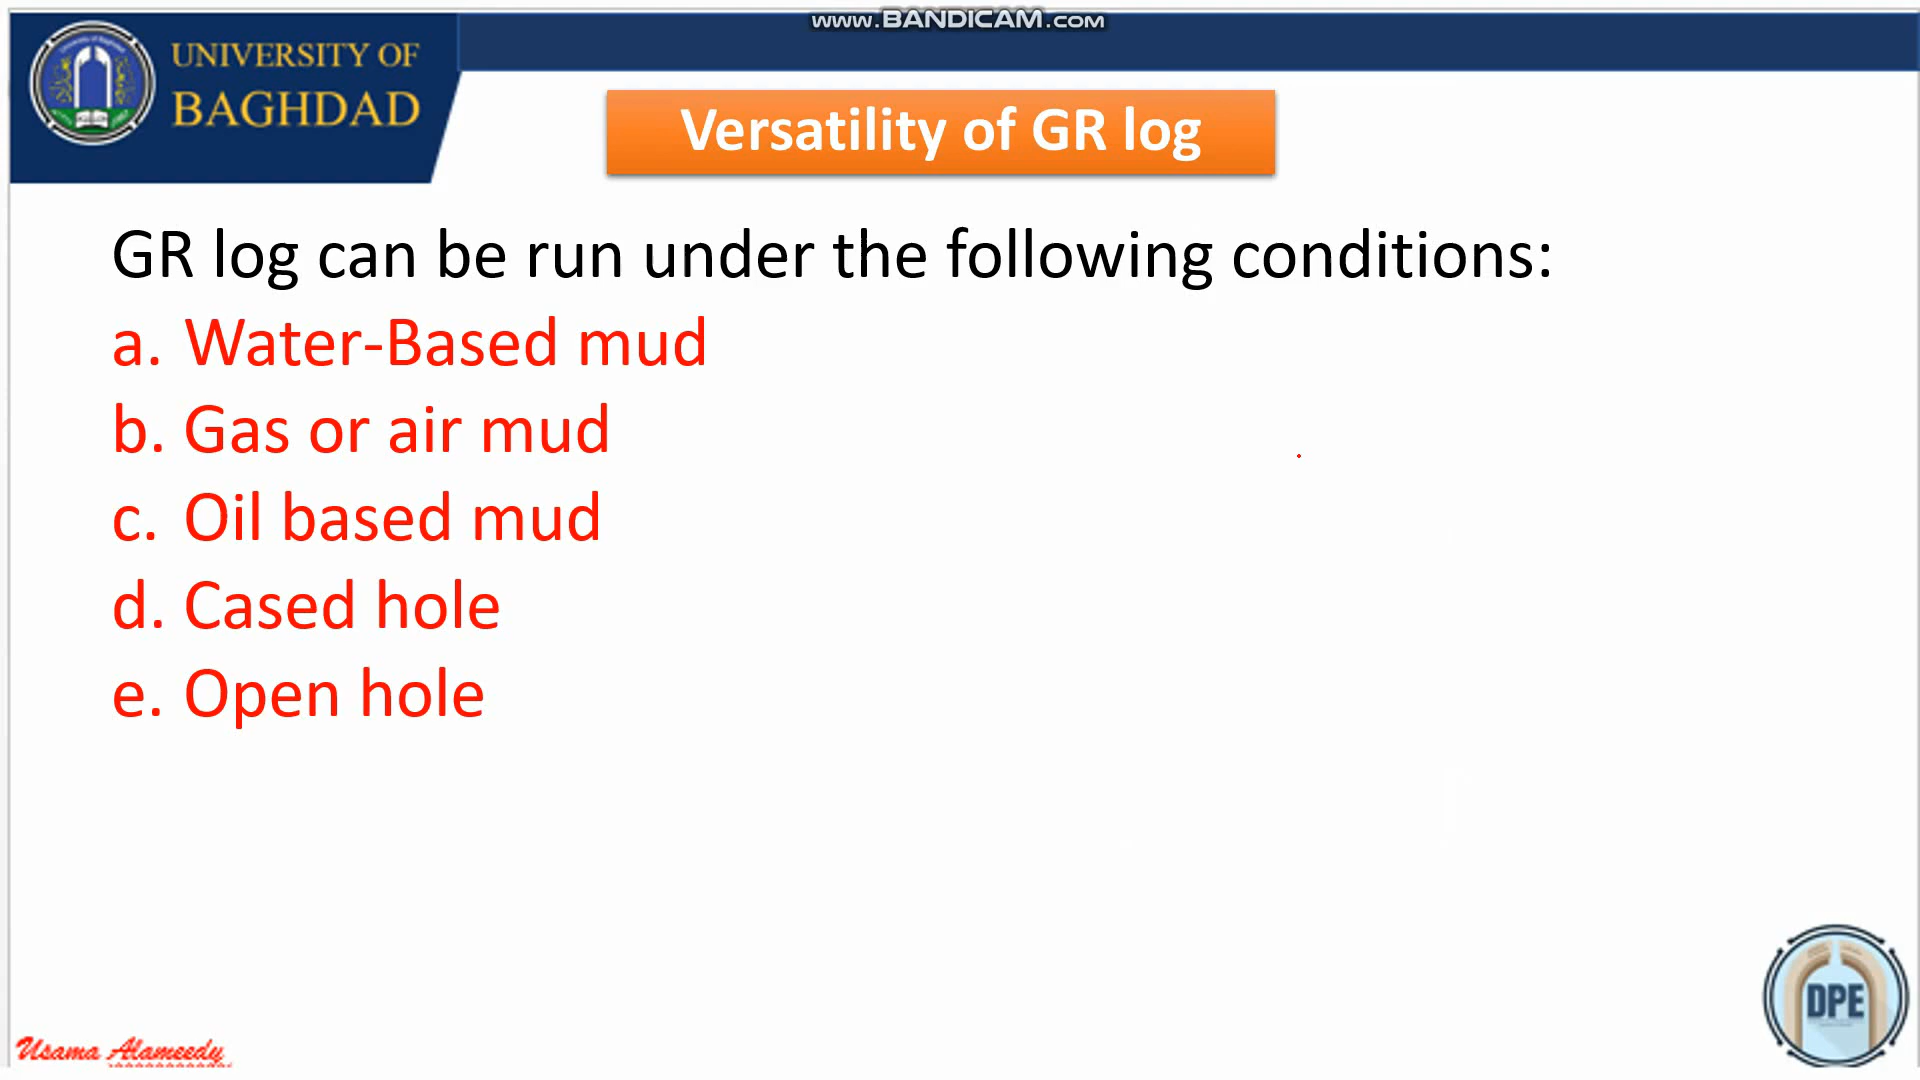 www.BANDICAM.com
UNIVERSITY OF
BAGHDAD
Versatility of GR log
GR log can be run under the following conditions:
a. Water-Based mud
b. Gas or air mud
c. Oil based mud
d. Cased hole
e. Open hole
DPE
Usama Alameedy